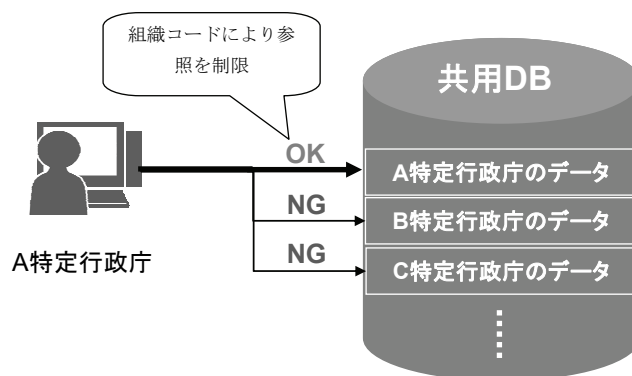 組織コードにより参
照を制限
共用DB
OK
A特定行政庁のデータ
NG
B特定行政庁のデータ
NG
C特定行政庁のデータ
A特定行政庁